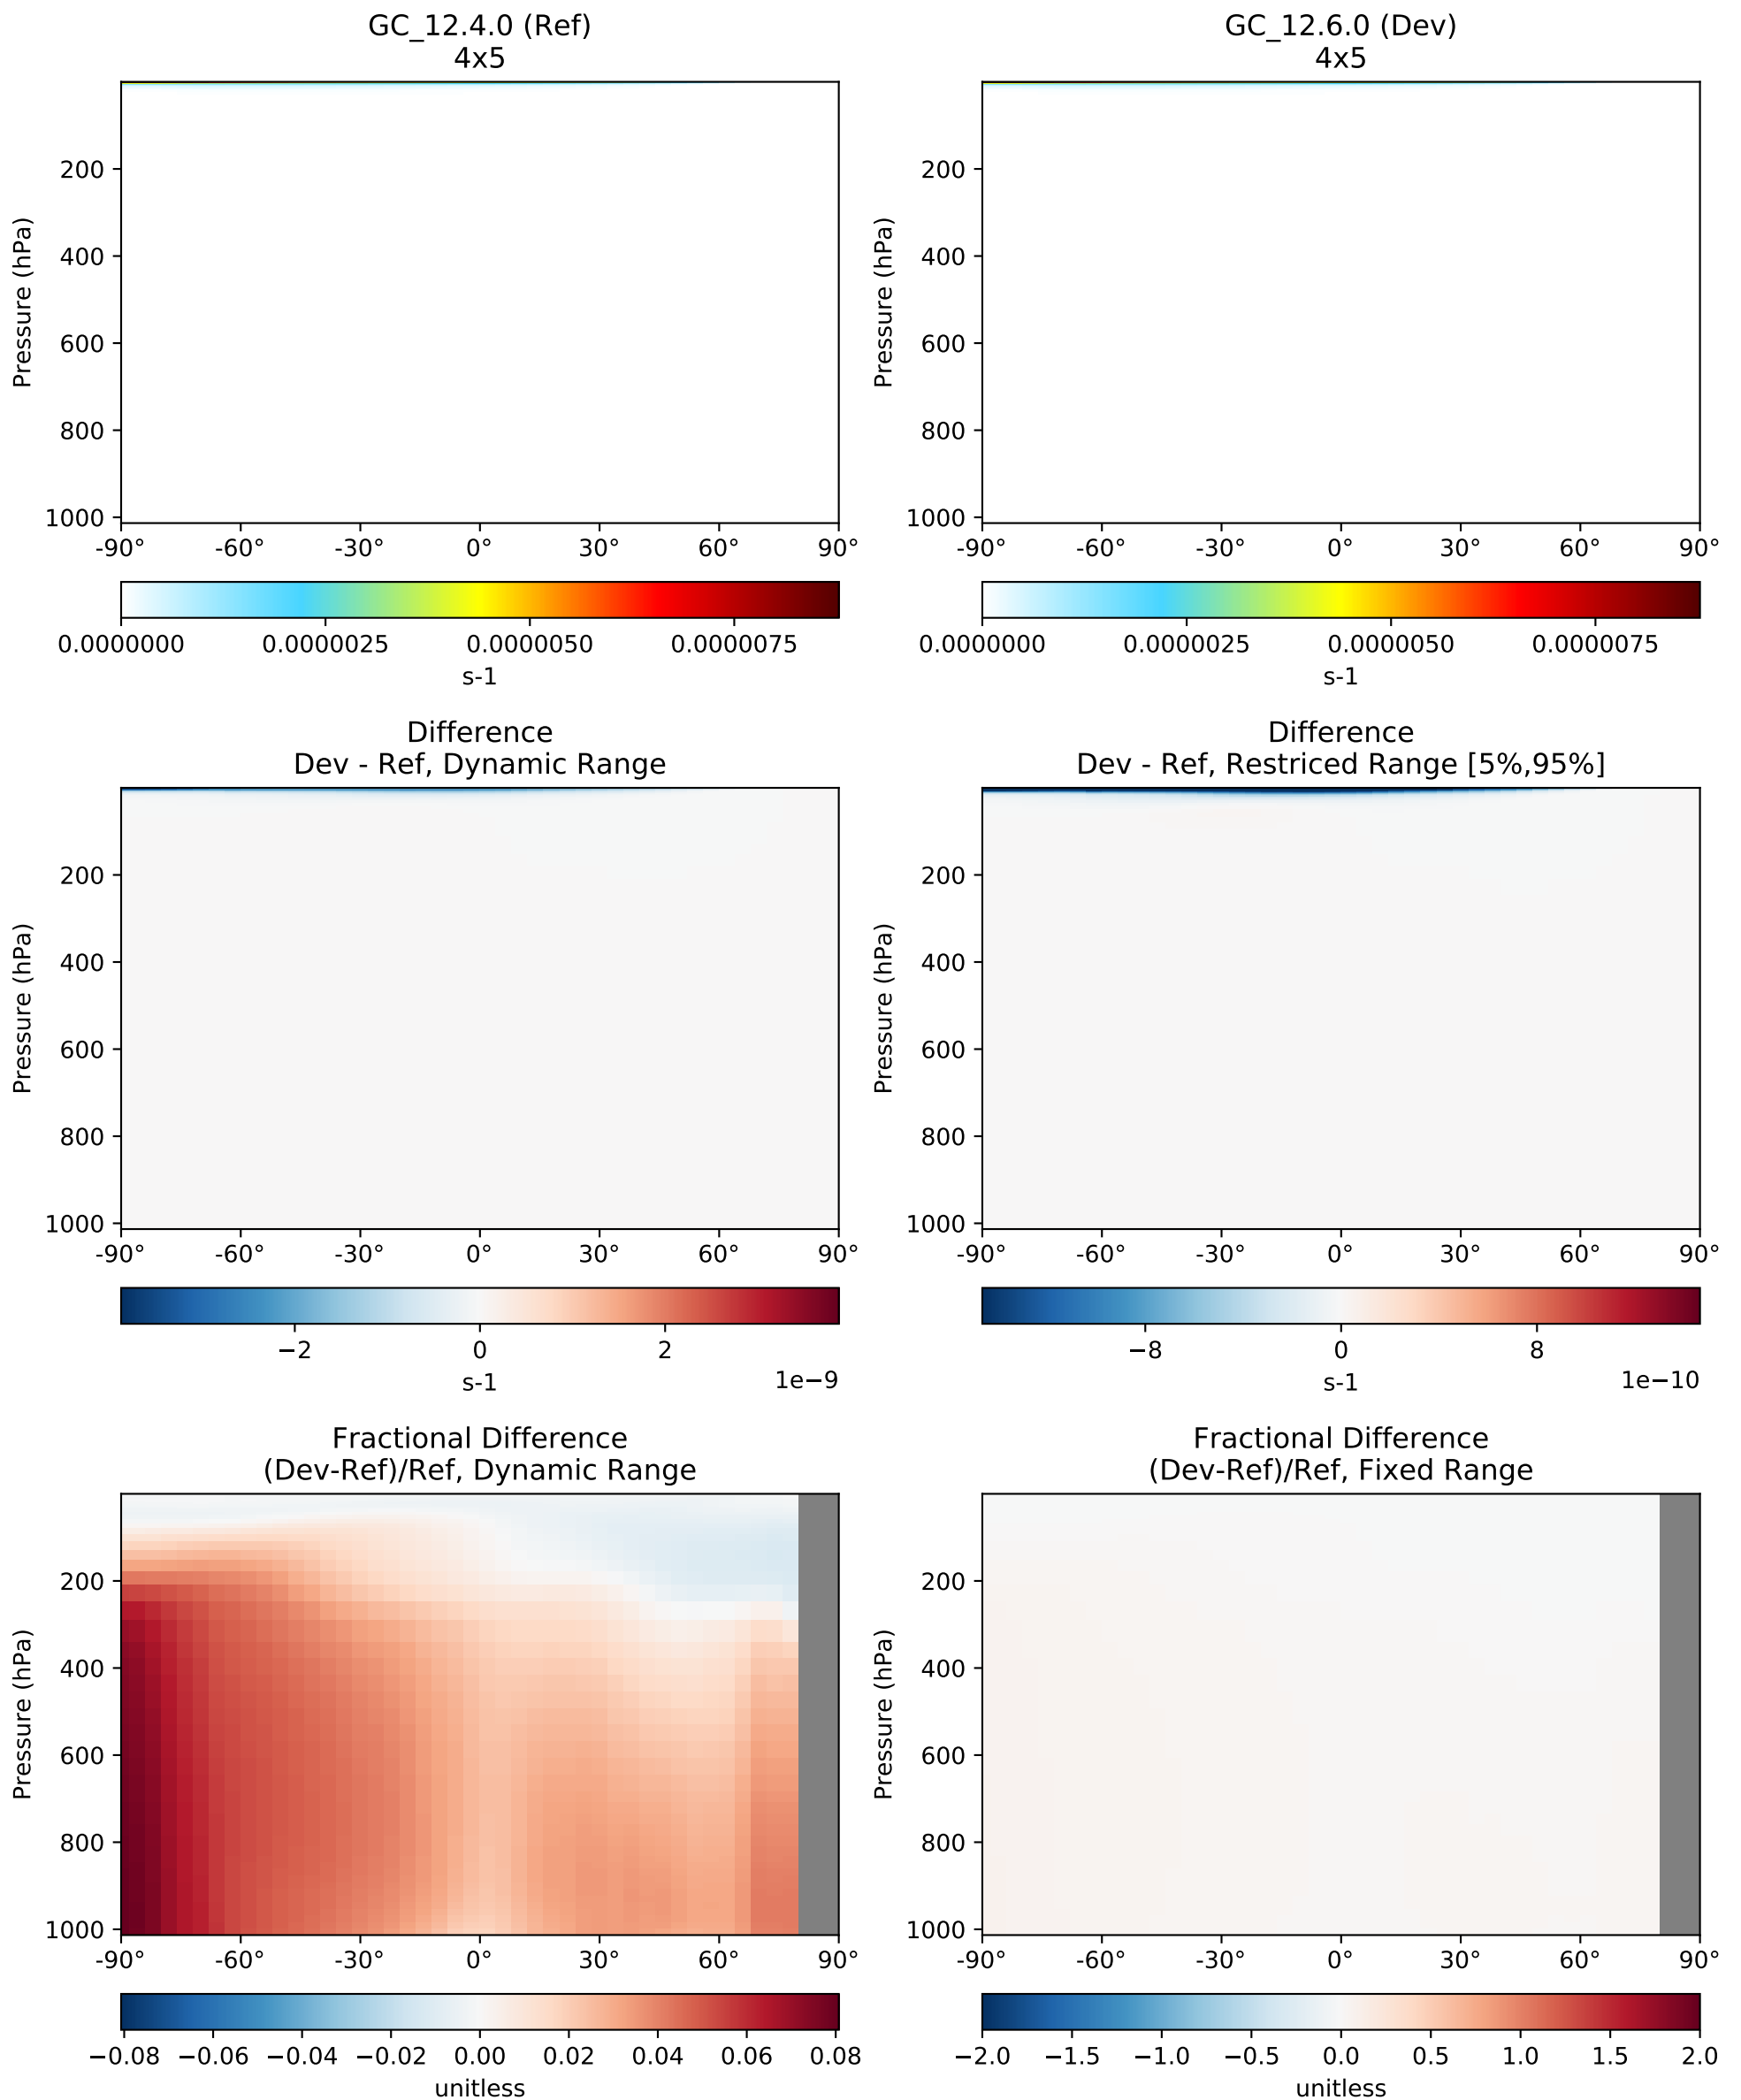 GC_12.4.0 (Ref)
4x5
200
400
600
800
1000
Pressure (hPa)
-90° -60° -30° 0° 30° 60° 90°
0.0000000 0.0000025 0.0000050 0.0000075
s-1
GC_12.6.0 (Dev)
4x5
200
400
600
800
1000
Pressure (hPa)
-90° -60° -30° 0° 30° 60° 90°
0.0000000 0.0000025 0.0000050 0.0000075
s-1
Difference
Dev - Ref, Dynamic Range
200
400
600
800
1000
Pressure (hPa)
-90° -60° -30° 0° 30° 60° 90°
−2 0 2
s-1
1e−9
Difference
Dev - Ref, Restriced Range [5%,95%]
200
400
600
800
1000
Pressure (hPa)
-90° -60° -30° 0° 30° 60° 90°
−8 0 8
s-1
1e−10
Fractional Difference
(Dev-Ref)/Ref, Dynamic Range
200
400
600
800
1000
Pressure (hPa)
-90° -60° -30° 0° 30° 60° 90°
−0.08 −0.06 −0.04 −0.02 0.00 0.02 0.04 0.06 0.08
unitless
Fractional Difference
(Dev-Ref)/Ref, Fixed Range
200
400
600
800
1000
Pressure (hPa)
-90° -60° -30° 0° 30° 60° 90°
−2.0 −1.5 −1.0 −0.5 0.0 0.5 1.0 1.5 2.0
unitless